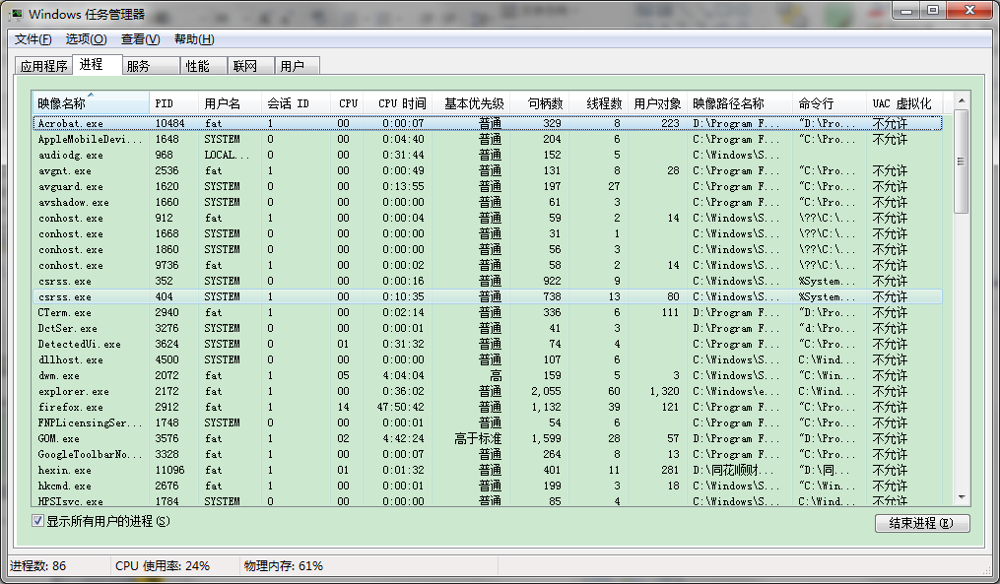 Windows 任务管理器
文件(F) 选项(O) 查看(V) 帮助(H)
应用程序 进程 服务 性能 联网 用户
映像名称 PID 用户名 会话 ID CPU CPU 时间 基本优先级 句柄数 线程数 用户对象 映像路径名称 命令行 UAC 虚拟化
Acrobat.exe 10484 fat 1 00 0:00:07 普通 329 8 223 D:\Program F... "D:\Pro... 不允许
AppleMobileDevi... 1648 SYSTEM 0 00 0:04:40 普通 204 6 C:\Program F... "C:\Pro... 不允许
audiodg.exe 968 LOCAL... 0 00 0:31:44 普通 152 5 C:\Windows\S...
avgnt.exe 2536 fat 1 00 0:00:49 普通 131 8 28 C:\Program F... "C:\Pro... 不允许
avguard.exe 1620 SYSTEM 0 00 0:13:55 普通 197 27 C:\Program F... "C:\Pro... 不允许
avshadow.exe 1660 SYSTEM 0 00 0:00:00 普通 61 3 C:\Program F... "C:\Pro... 不允许
conhost.exe 912 fat 1 00 0:00:04 普通 59 2 14 C:\Windows\S... \??\C:\... 不允许
conhost.exe 1668 SYSTEM 0 00 0:00:00 普通 31 1 C:\Windows\S... \??\C:\... 不允许
conhost.exe 1860 SYSTEM 0 00 0:00:00 普通 56 3 C:\Windows\S... \??\C:\... 不允许
conhost.exe 9736 fat 1 00 0:00:02 普通 58 2 14 C:\Windows\S... \??\C:\... 不允许
csrss.exe 352 SYSTEM 0 00 0:00:16 普通 922 9 C:\Windows\S... %System... 不允许
csrss.exe 404 SYSTEM 1 00 0:10:35 普通 738 13 80 C:\Windows\S... %System... 不允许
CTerm.exe 2940 fat 1 00 0:02:14 普通 336 6 111 D:\Program F... "D:\Pro... 不允许
DctSer.exe 3276 SYSTEM 0 00 0:00:01 普通 41 3 D:\Program F... "d:\Pro... 不允许
DetectedUi.exe 3624 SYSTEM 0 01 0:31:32 普通 74 4 C:\Program F... "C:\Pro... 不允许
dllhost.exe 4500 SYSTEM 0 00 0:00:00 普通 107 6 C:\Windows\S... C:\Wind... 不允许
dwm.exe 2072 fat 1 05 4:04:04 高 159 5 3 C:\Windows\S... "C:\Win... 不允许
explorer.exe 2172 fat 1 00 0:36:02 普通 2,055 60 1,320 C:\Windows\e... C:\Wind... 不允许
firefox.exe 2912 fat 1 14 47:50:42 普通 1,132 39 121 C:\Program F... "C:\Pro... 不允许
FNPLicensingSer... 1748 SYSTEM 0 00 0:00:01 普通 54 6 C:\Program F... "C:\Pro... 不允许
GOM.exe 3576 fat 1 02 4:42:24 高于标准 1,599 28 57 D:\Program F... "D:\Pro... 不允许
GoogleToolbarNo... 3328 fat 1 00 0:00:07 普通 264 8 13 C:\Program F... "C:\Pro... 不允许
hexin.exe 11096 fat 1 01 0:01:32 普通 401 11 281 D:\同花顺财... "D:\同... 不允许
hkcmd.exe 2676 fat 1 00 0:00:01 普通 199 3 18 C:\Windows\S... "C:\Win... 不允许
HPSIsvc.exe 1784 SYSTEM 0 00 0:00:01 普通 85 4 C:\Windows\S... C:\Wind... 不允许
显示所有用户的进程(S) 结束进程(E)
进程数: 86 CPU 使用率: 24% 物理内存: 61%